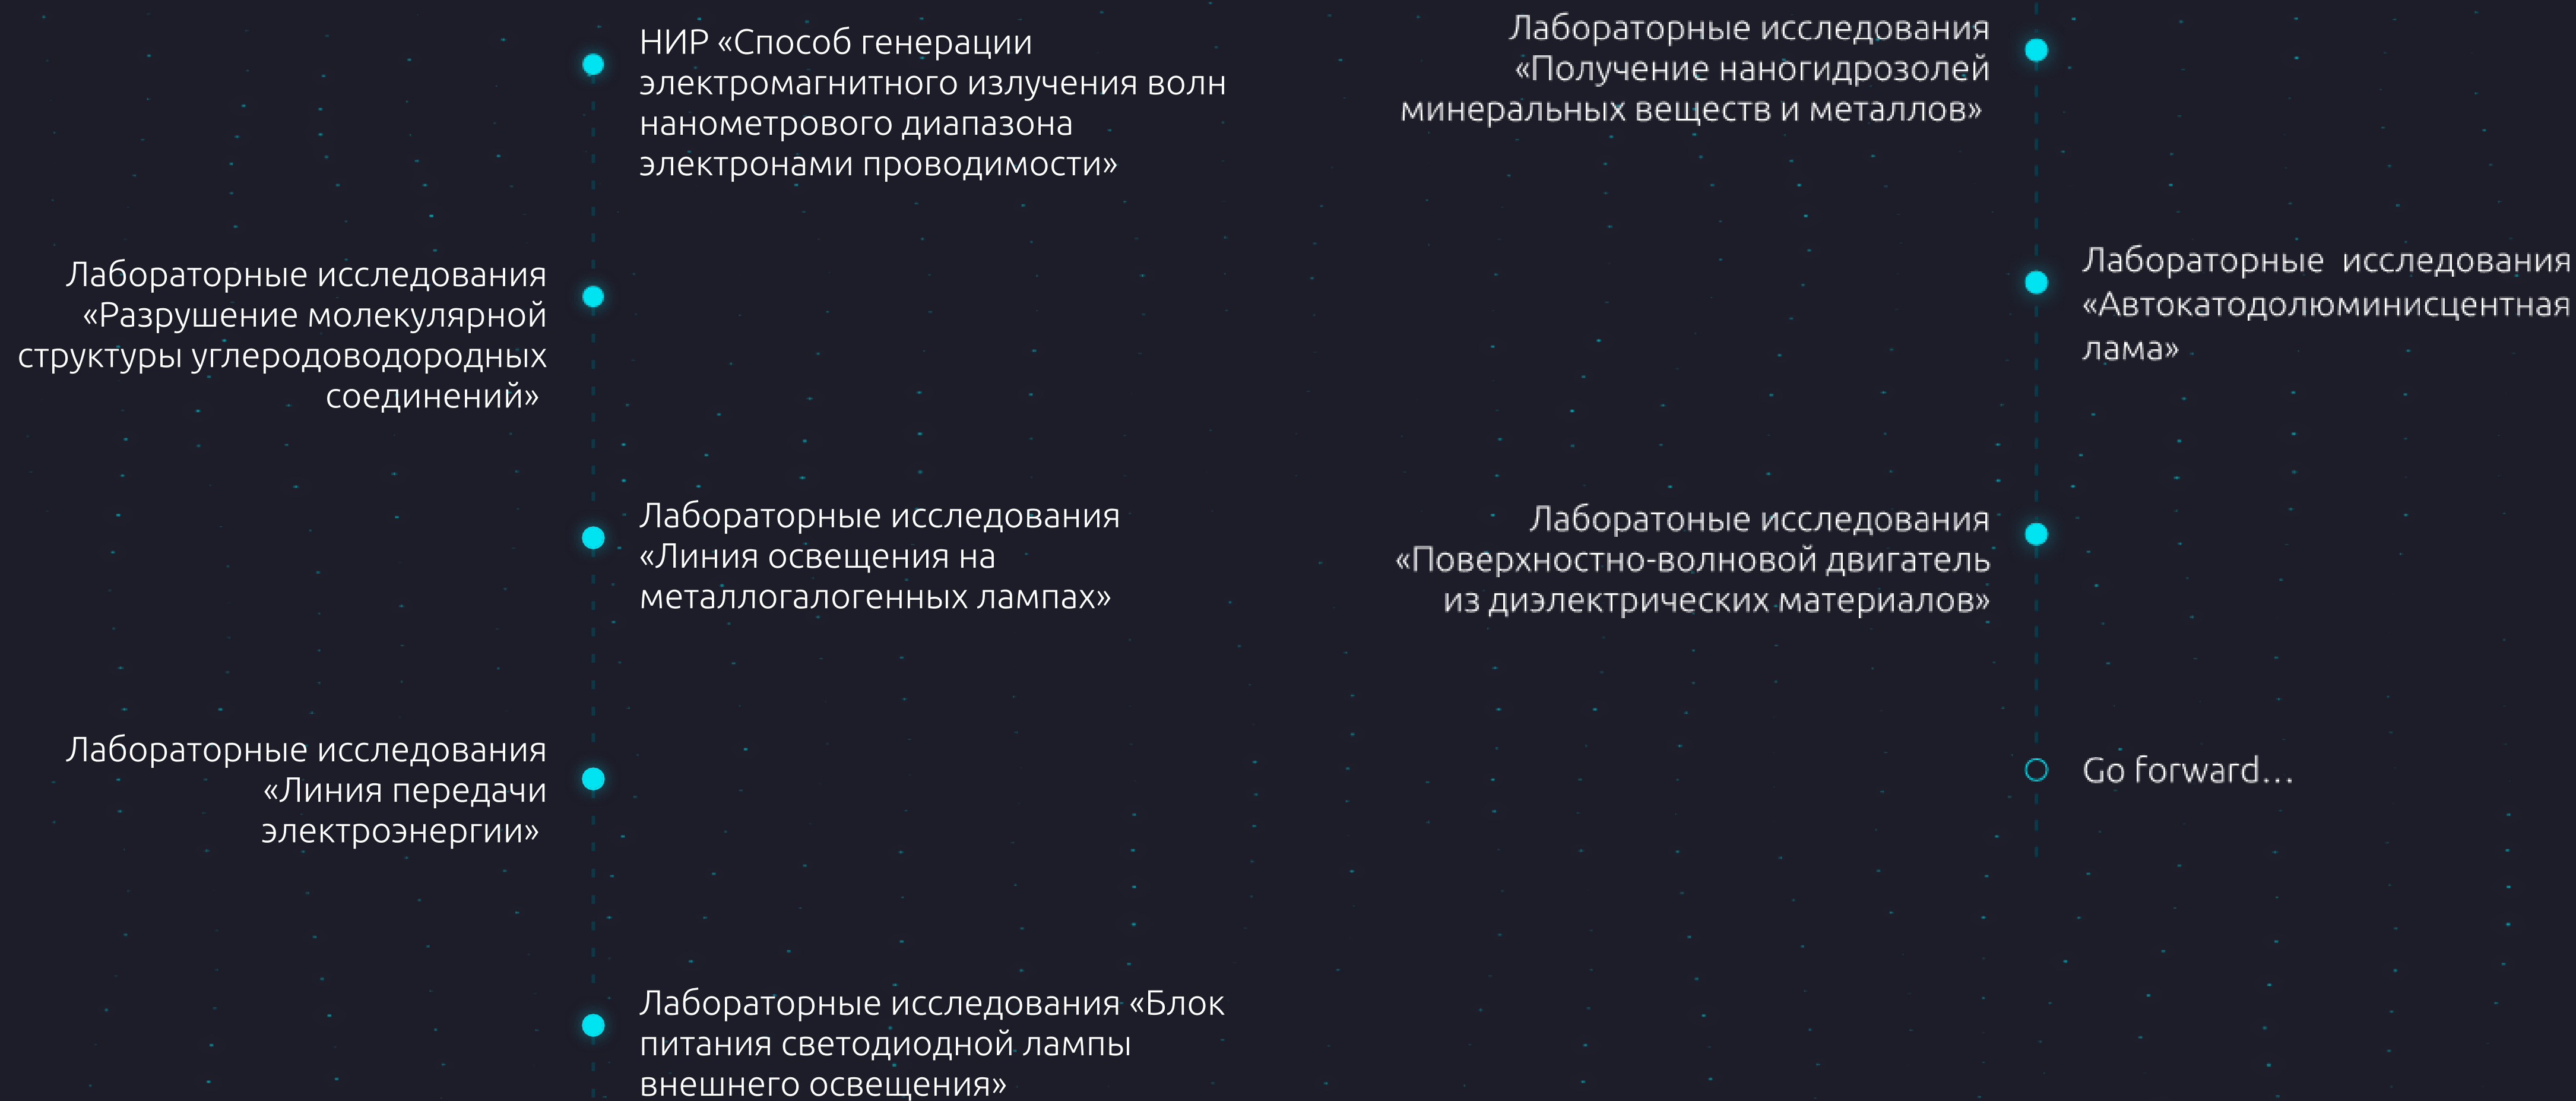 НИР «Способ генерации
электромагнитного излучения волн
нанометрового диапазона
электронами проводимости»
Лабораторные исследования
«Разрушение молекулярной
структуры углеродоводородных
соединений»
Лабораторные исследования
«Линия освещения на
металлогалогенных лампах»
Лабораторные исследования
«Линия передачи
электроэнергии»
Лабораторные исследования «Блок
питания светодиодной лампы
внешнего освещения»
Лабораторные исследования
«Получение наногидрозолей
минеральных веществ и металлов»
Лабораторные исследования
«Автокатодолюминисцентная
лама»
Лаборатоные исследования
«Поверхностно-волновой двигатель
из диэлектрических материалов»
Go forward...